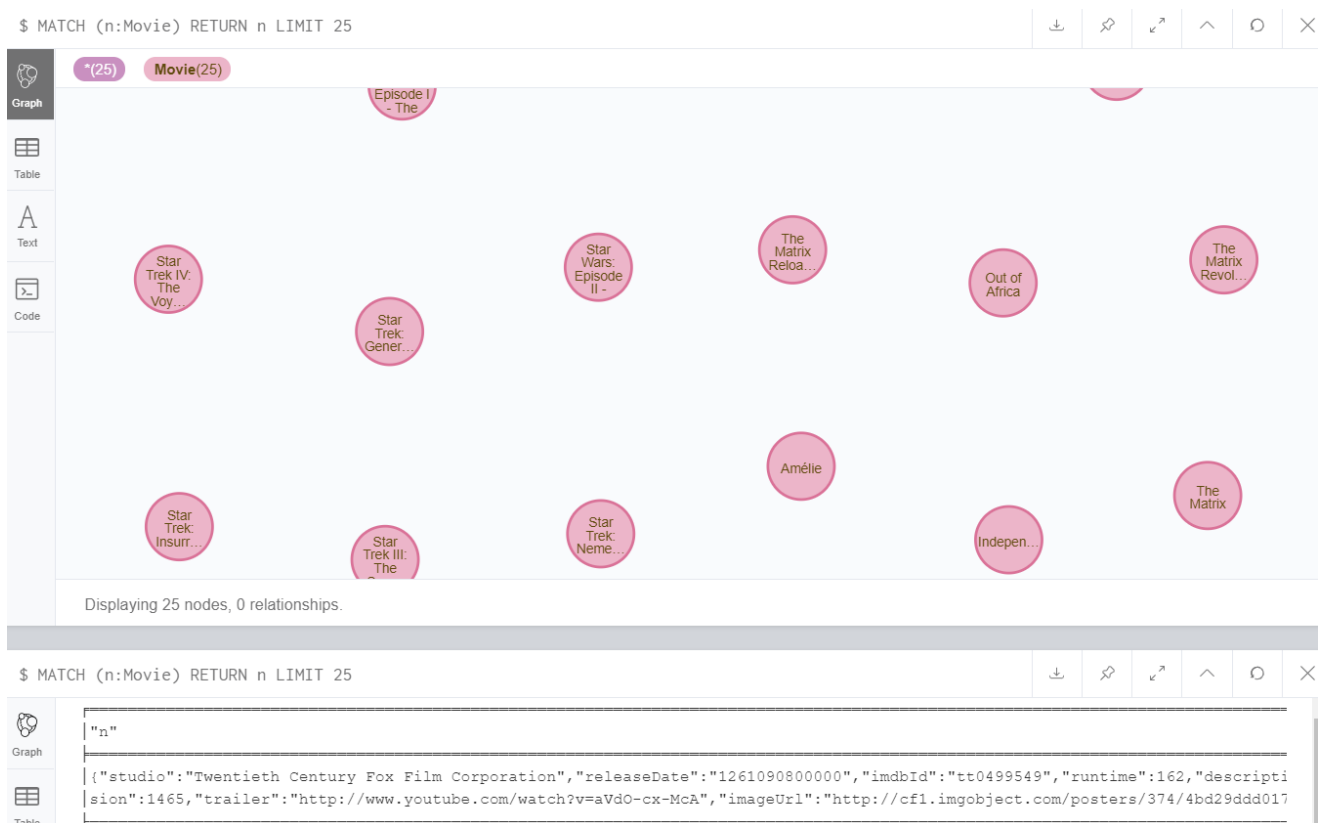 $ MATCH (n:Movie) RETURN n LIMIT 25
*(25) Movie(25)
Graph
Table
Text
Code
Episode I
- The
Star
Trek IV:
The
Voy…
Star
Trek:
Gener…
Star
Wars:
Episode
II -
The
Matrix
Reloa…
Out of
Africa
The
Matrix
Revol…
Amélie
Star
Trek:
Insurr…
Star
Trek III:
The
Star
Trek:
Neme…
Indepen…
The
Matrix
Displaying 25 nodes, 0 relationships.
$ MATCH (n:Movie) RETURN n LIMIT 25
Graph
Table
"n"
{"studio":"Twentieth Century Fox Film Corporation","releaseDate":"1261090800000","imdbId":"tt0499549","runtime":162,"descripti
sion":1465,"trailer":"http://www.youtube.com/watch?v=aVdO-cx-McA","imageUrl":"http://cf1.imgobject.com/posters/374/4bd29ddd017